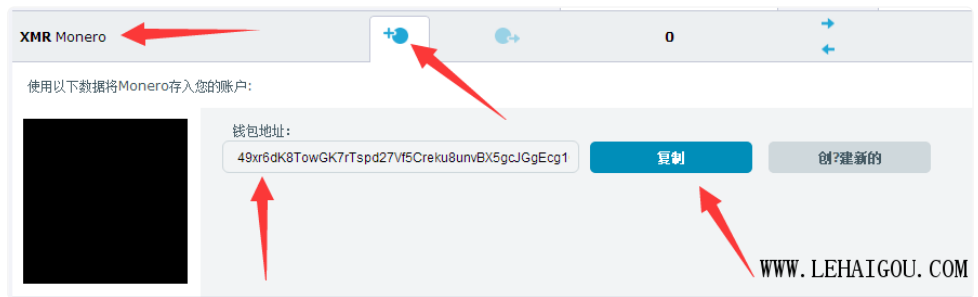 XMR Monero
0
使用以下数据将Monero存入您的账户:
钱包地址:
49xr6dK8TowGK7rTspd27Vf5Creku8unvBX5gcJGgEcg1
复制
创?建新的
WWW.LEHAIGOU.COM